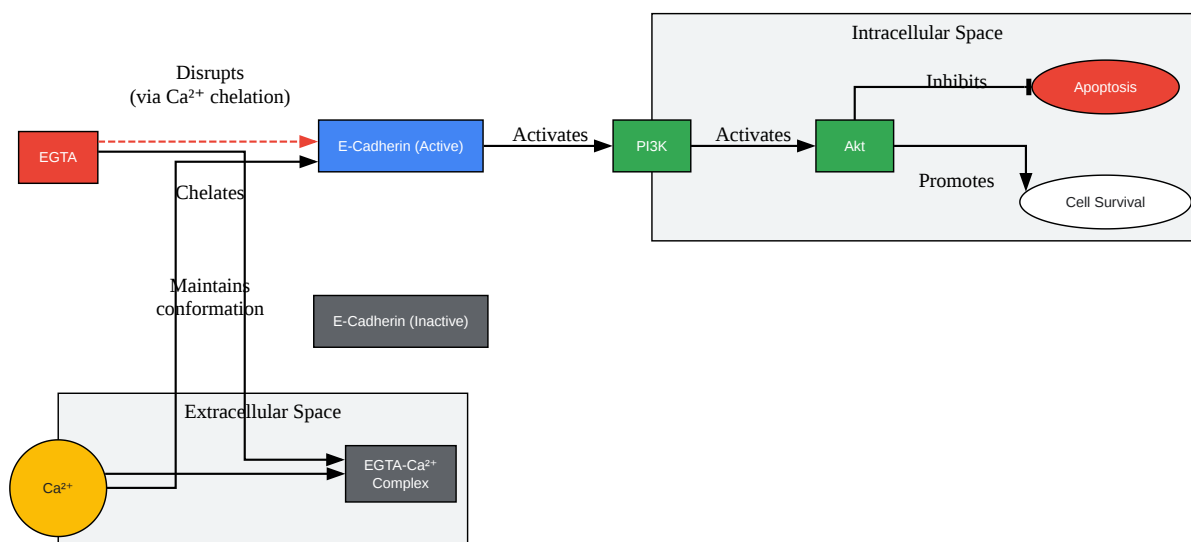 Intracellular Space
Disrupts
(via Ca²⁺ chelation)
Inhibits
Apoptosis
EGTA
E-Cadherin (Active)
Activates
PI3K
Activates
Akt
Promotes
Cell Survival
Chelates
Maintains
conformation
E-Cadherin (Inactive)
Extracellular Space
Ca²⁺
EGTA-Ca²⁺
Complex